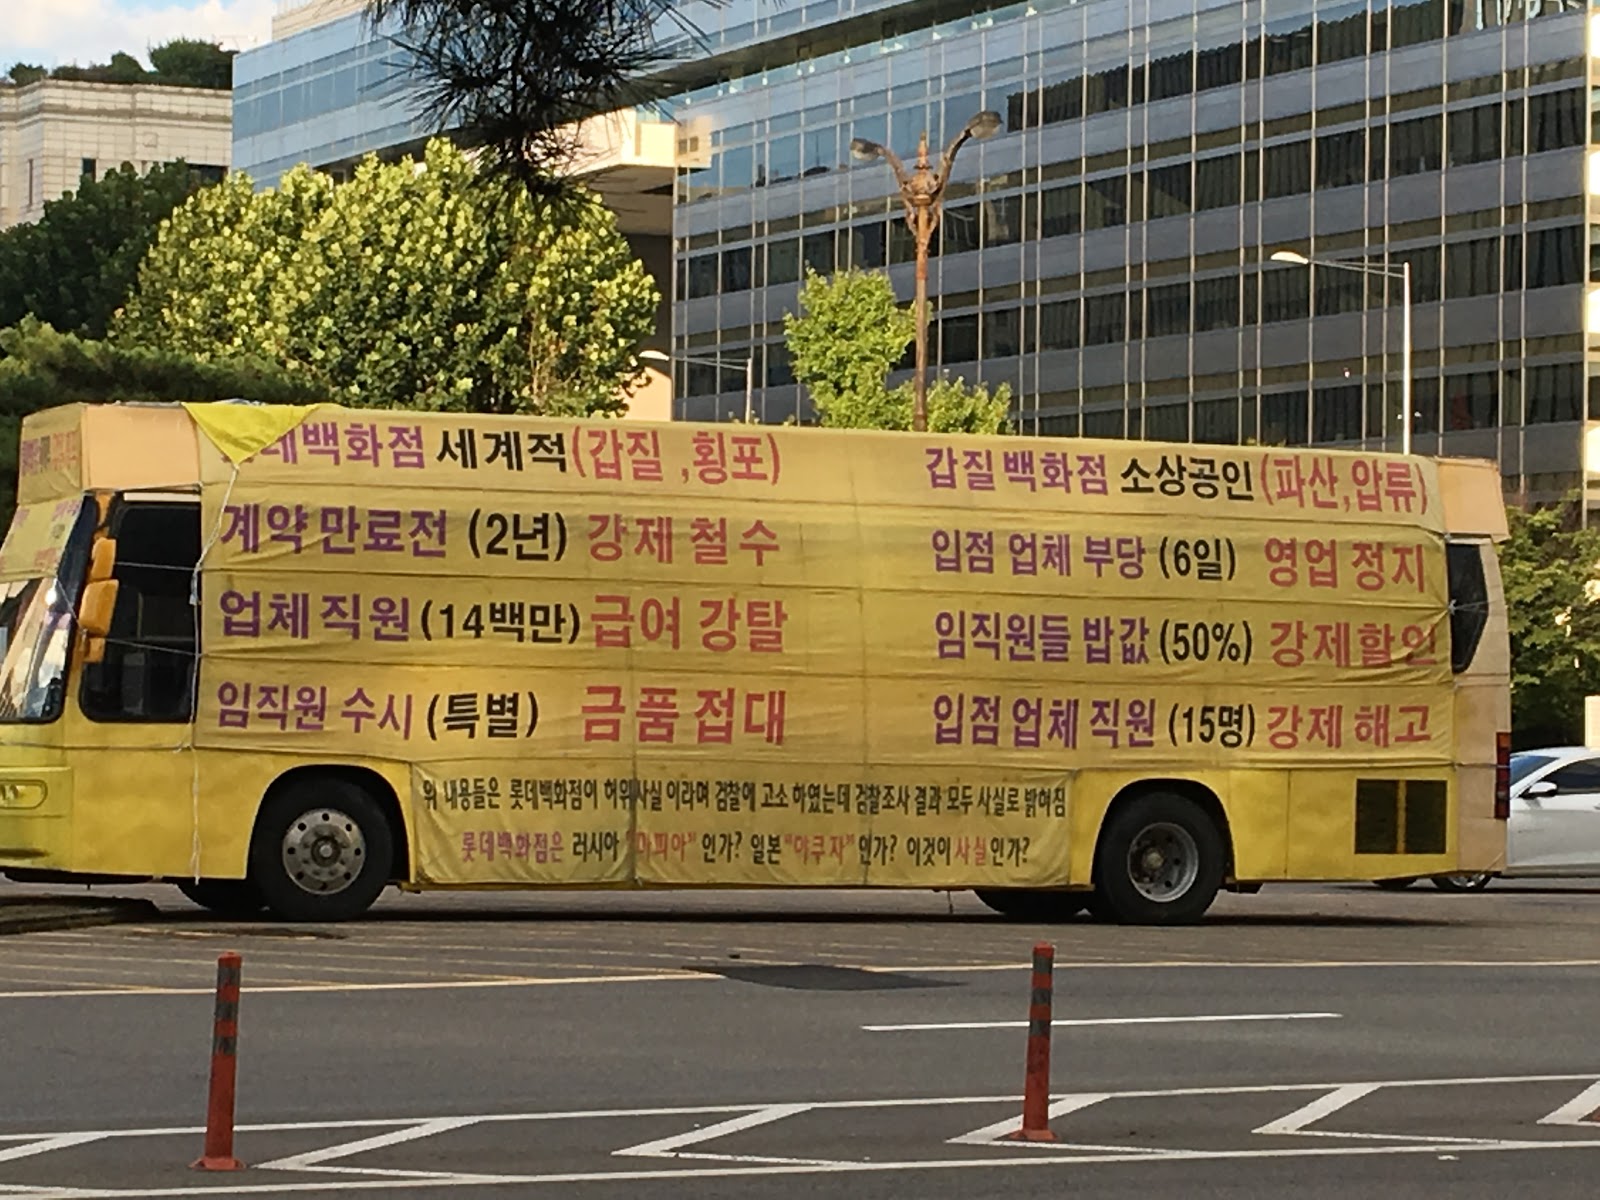 데백화점 세계적 (갑질 ,횡포)
계약만료전 (2년) 강제 철수
업체직원 (14백만) 급여 강탈
임직원 수시 (특별) 금품접대
갑질백화점 소상공인 (파산,압류)
입점 업체 부당 (6일) 영업 정지
임직원들 밥값 (50%) 강제할인
입점업체 직원 (15명) 강제 해고
위 내용들은 롯데백화점이 허위사실 이라며 검찰에 고소 하였는데 검찰조사 결과 모두 사실로 밝혀짐
롯데백화점은 러시아 "마피아" 인가? 일본 "야쿠자" 인가? 이것이 사실인가?